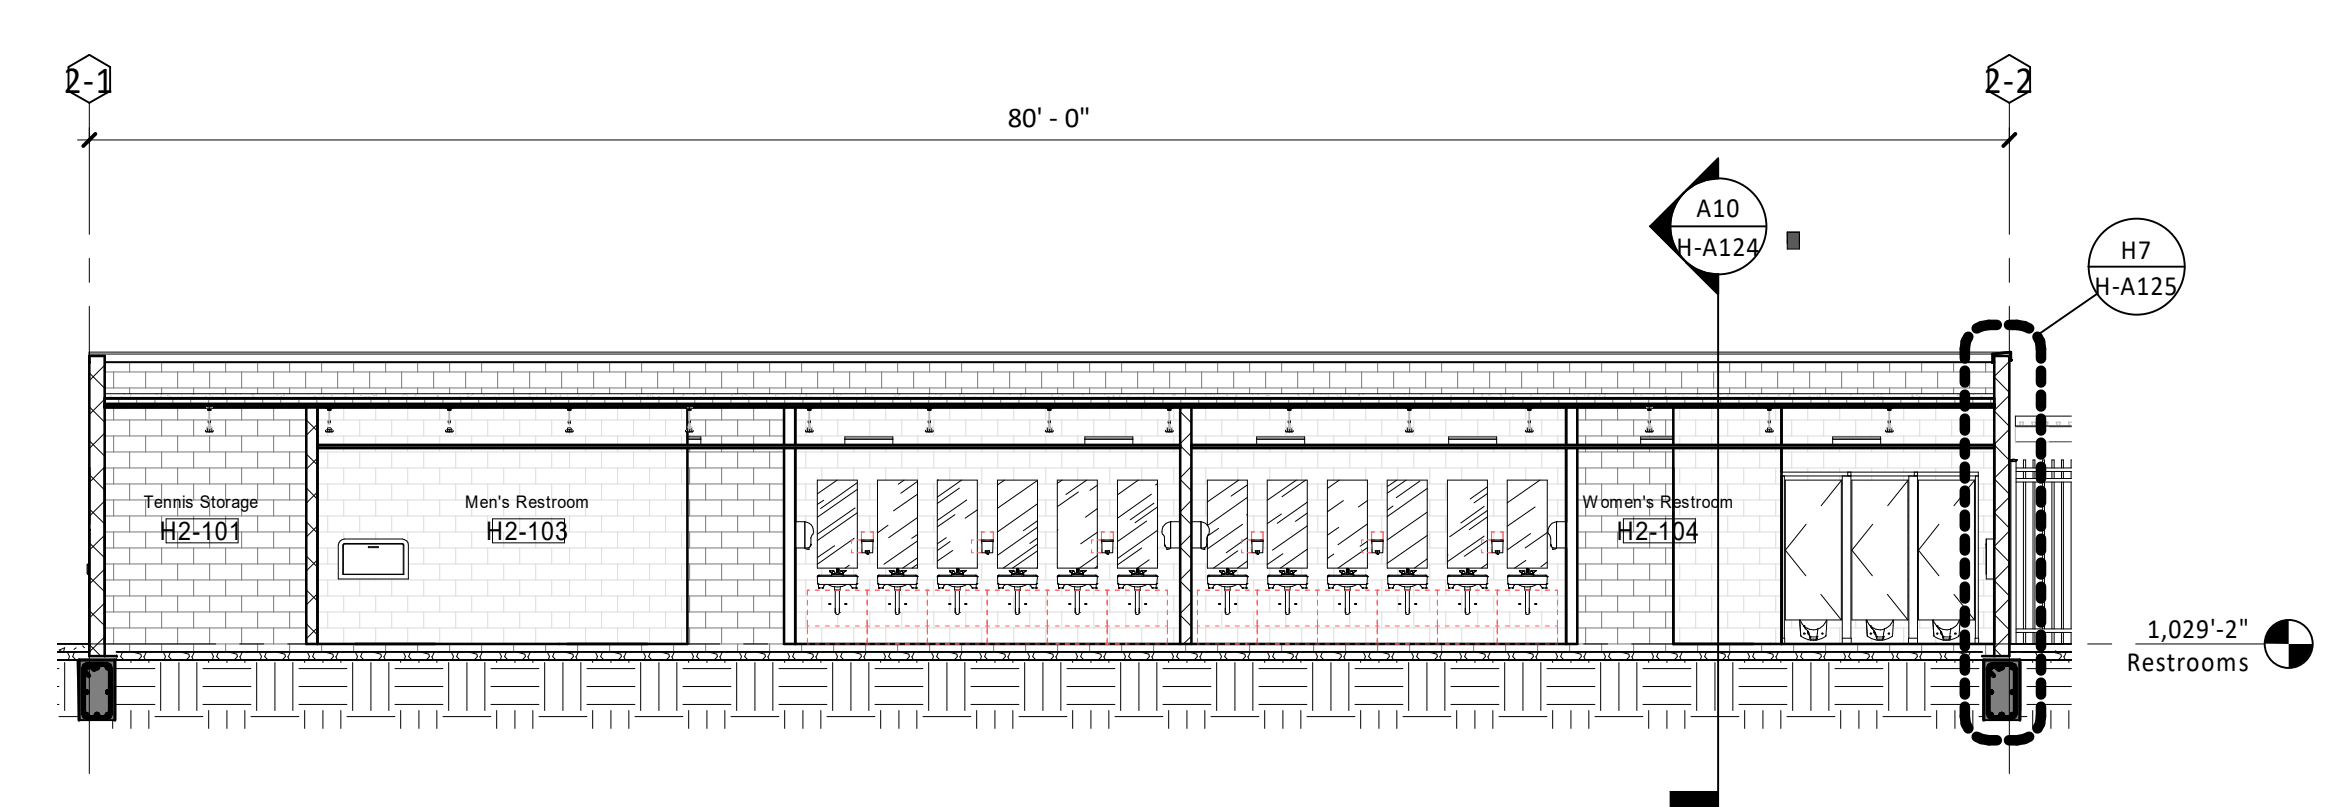 2-1
2-2
80' - 0"
A10
H-A124
H7
H-A125
Tennis Storage
H2-101
Men's Restroom
H2-103
Women's Restroom
H2-104
1,029'-2"
Restrooms